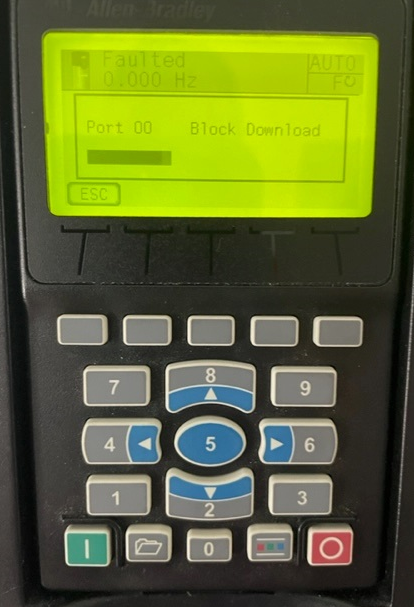 Allen-Bradley
Faulted AUTO
0.000 Hz F
Port 00 Block Download
ESC
7 8 9
4 5 6
1 2 3
0